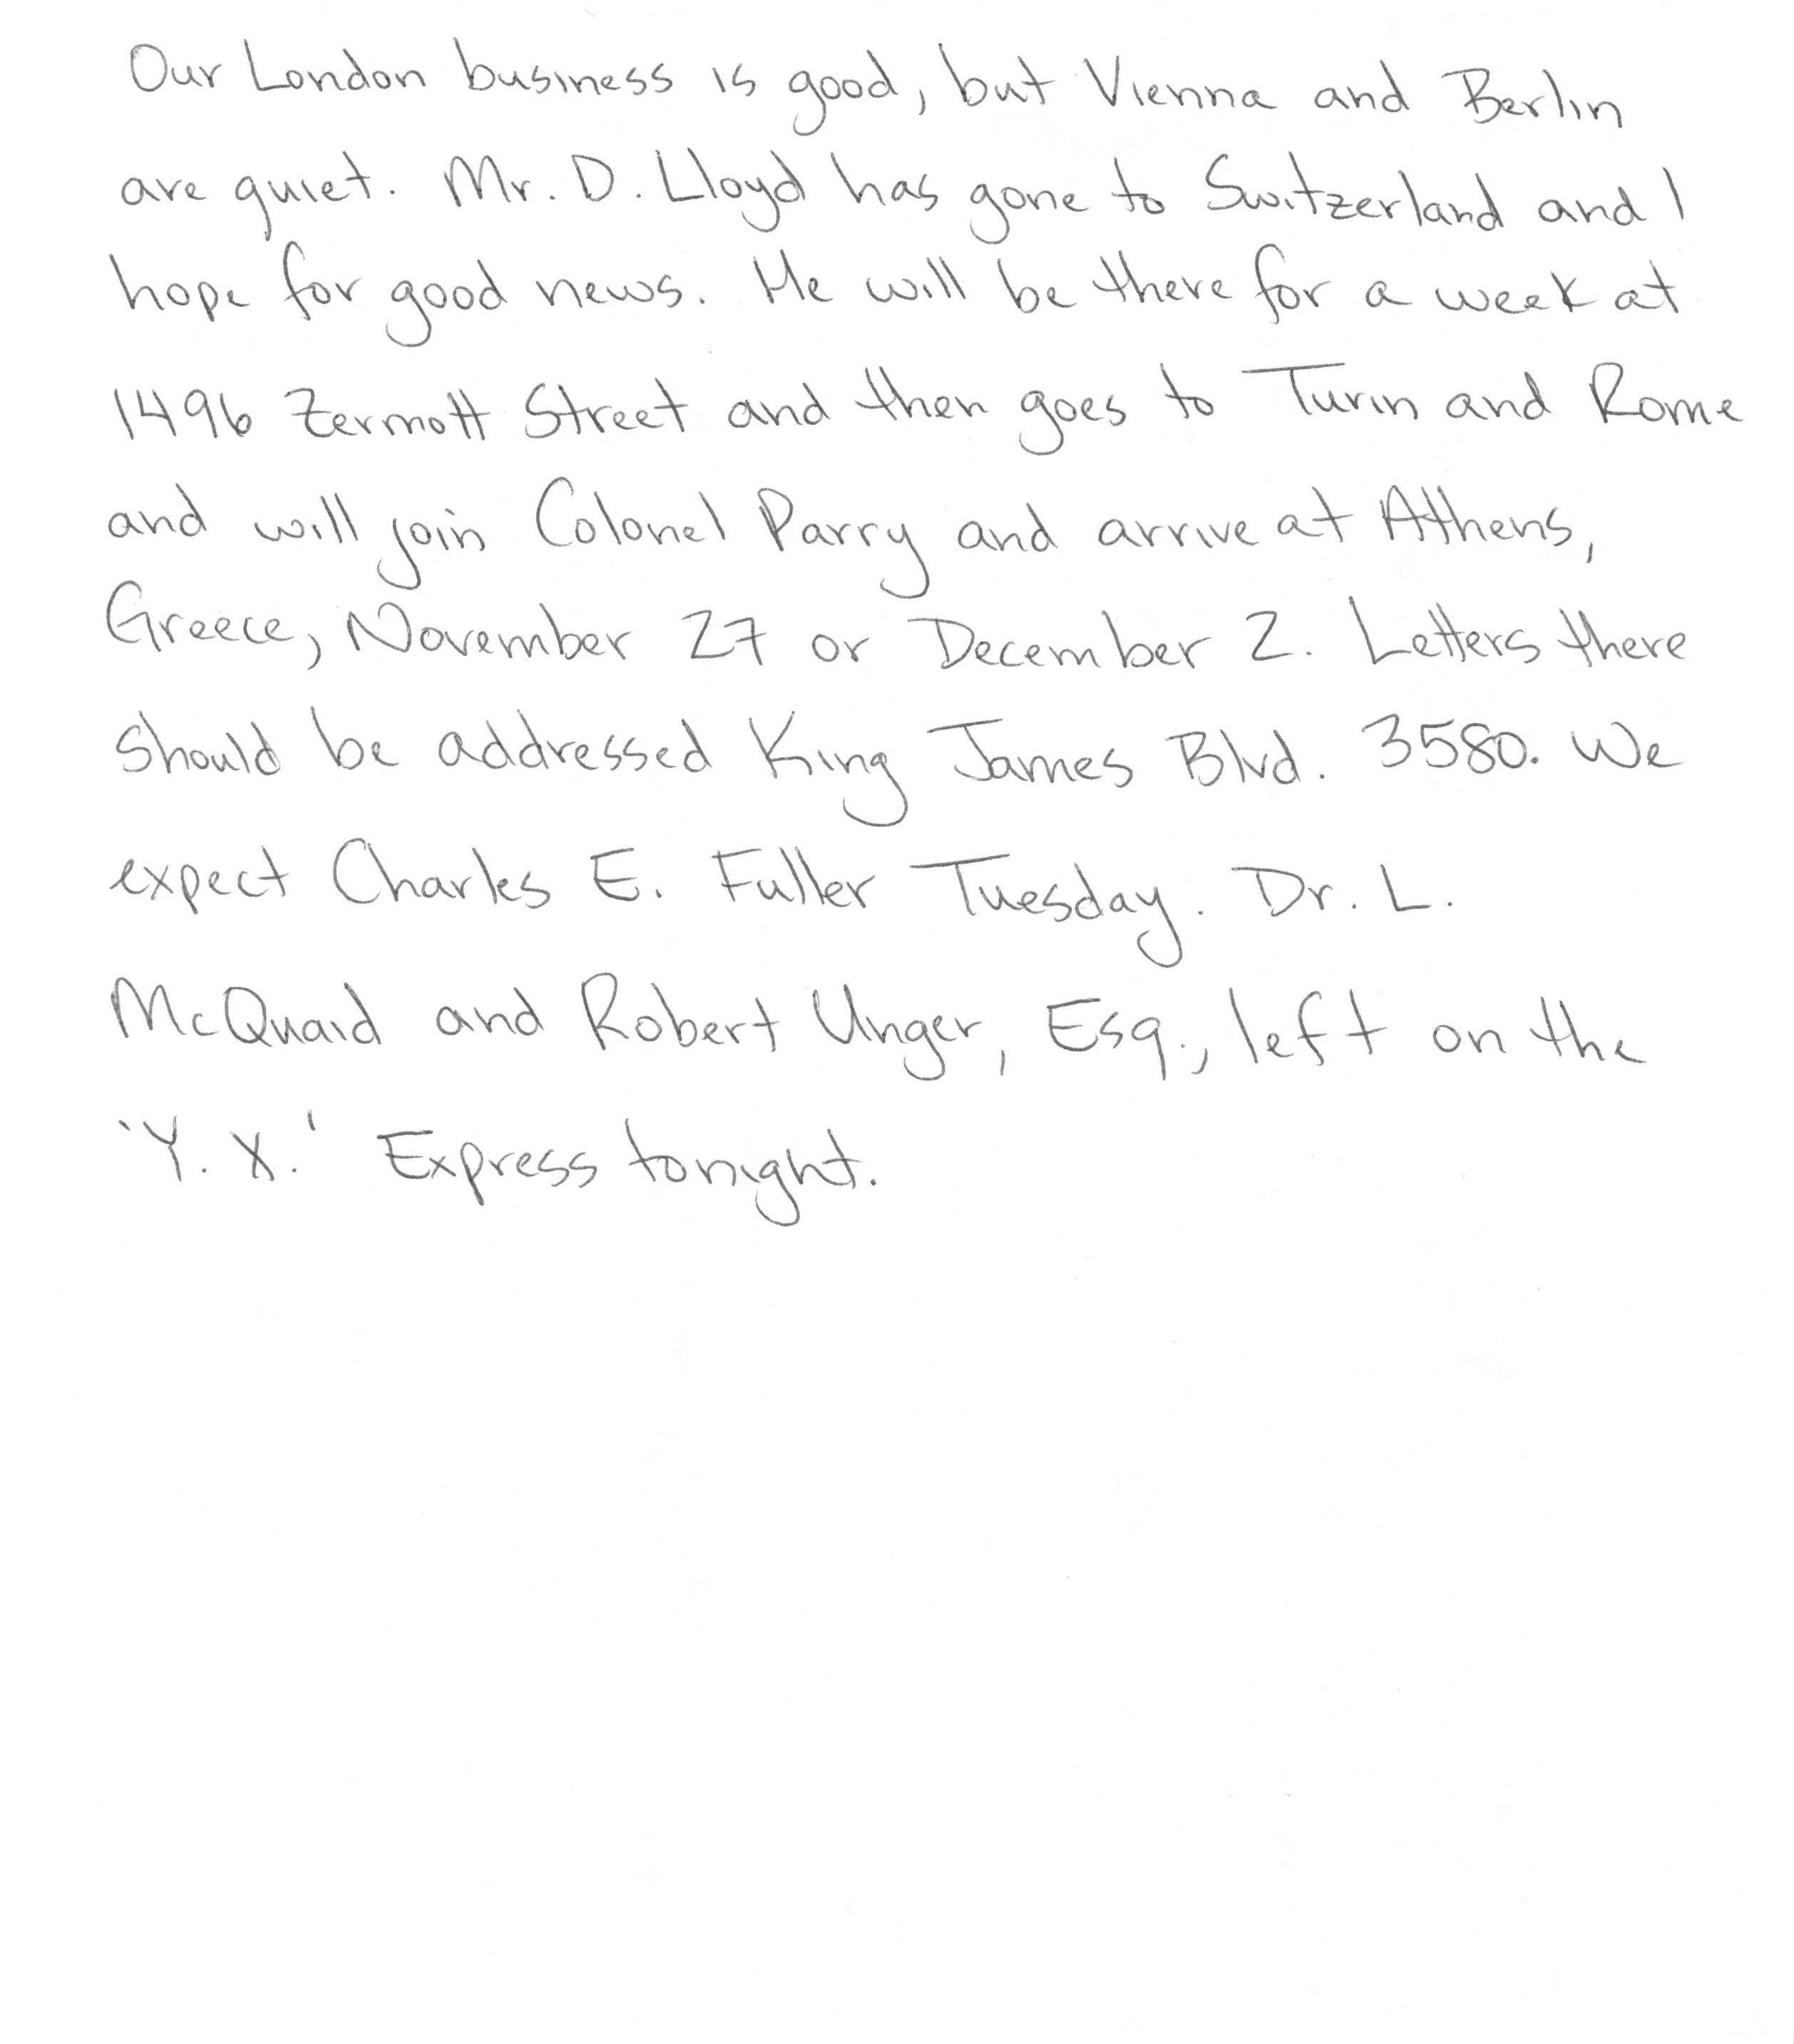 Our London business is good, but Vienna and Berlin
are quiet. Mr. D. Lloyd has gone to Switzerland and I
hope for good news. He will be there for a week at
1496 Zermott Street and then goes to Turin and Rome
and will join Colonel Parry and arrive at Athens,
Greece, November 27 or December 2. Letters there
should be addressed King James Blvd. 3580. We
expect Charles E. Fuller Tuesday. Dr. L.
McQuaid and Robert Unger, Esq., left on the
'Y. X.' Express tonight.